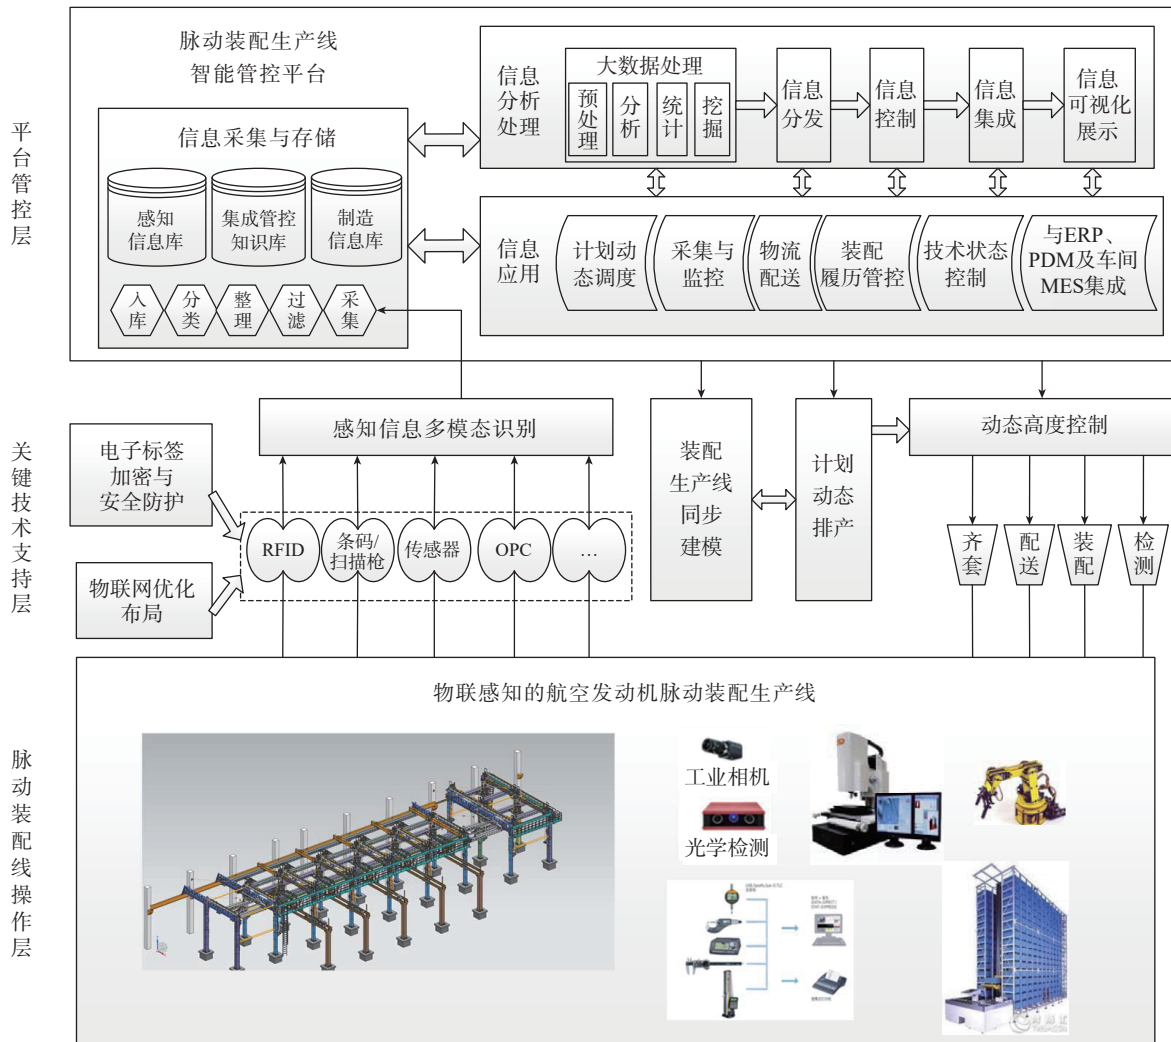 平台管控层
脉动装配生产线
智能管控平台
信息采集与存储
感知
信息库
集成管控
知识库
制造
信息库
入库
分类
整理
过滤
采集
信息
分析
处理
大数据处理
预处理
分析
统计
挖掘
信息
分发
信息
控制
信息
集成
信息
可视化
展示
信息
应用
计划动
态调度
采集与
监控
物流
配送
装配
履历管控
技术状态
控制
与ERP、
PDM及车间
MES集成
关键技术支持层
电子标签
加密与
安全防护
物联网优化
布局
感知信息多模态识别
RFID
条码/
扫描枪
传感器
OPC
…
装配
生产线
同步
建模
计划
动态
排产
动态高度控制
齐套
配送
装配
检测
脉动装配线操作层
物联感知的航空发动机脉动装配生产线
工业相机
光学检测